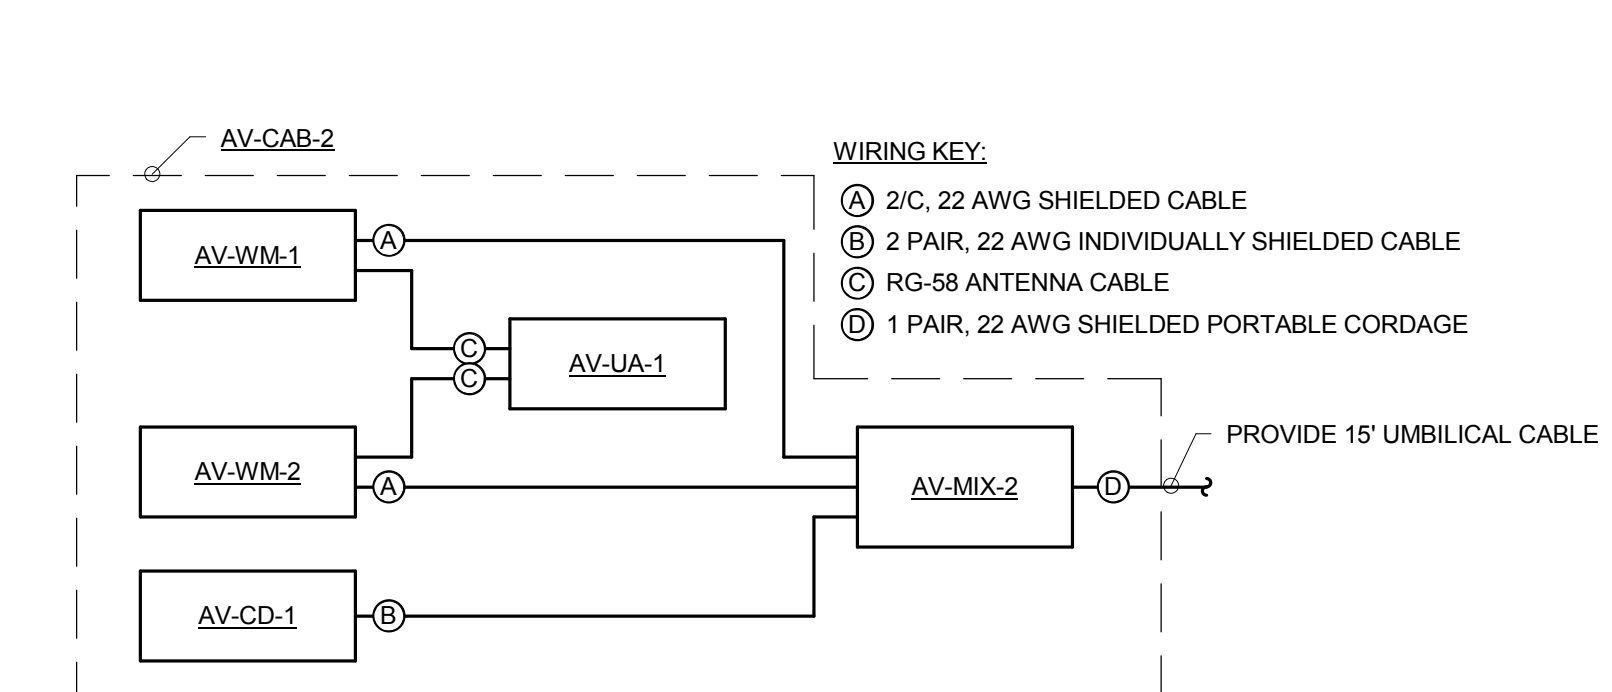 AV-CAB-2
WIRING KEY:
A 2/C, 22 AWG SHIELDED CABLE
B 2 PAIR, 22 AWG INDIVIDUALLY SHIELDED CABLE
C RG-58 ANTENNA CABLE
D 1 PAIR, 22 AWG SHIELDED PORTABLE CORDAGE
AV-WM-1
A
C
C
AV-UA-1
AV-WM-2
A
AV-MIX-2
D
PROVIDE 15' UMBILICAL CABLE
AV-CD-1
B